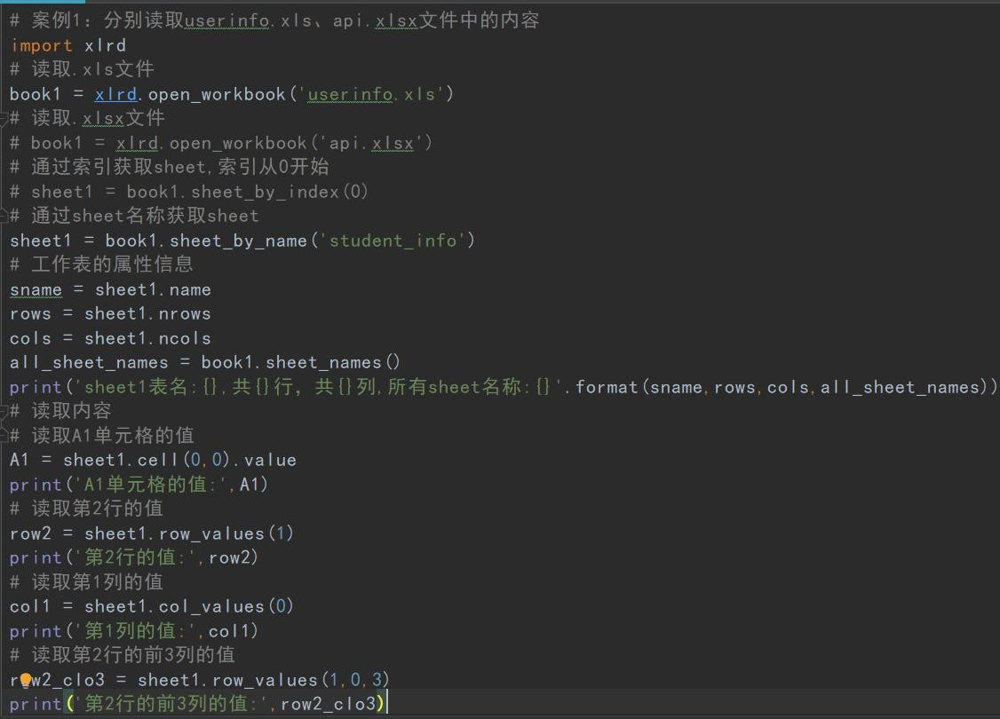 # 案例1：分别读取userinfo.xls、api.xlsx文件中的内容
import xlrd
# 读取.xls文件
book1 = xlrd.open_workbook('userinfo.xls')
# 读取.xlsx文件
# book1 = xlrd.open_workbook('api.xlsx')
# 通过索引获取sheet,索引从0开始
# sheet1 = book1.sheet_by_index(0)
# 通过sheet名称获取sheet
sheet1 = book1.sheet_by_name('student_info')
# 工作表的属性信息
sname = sheet1.name
rows = sheet1.nrows
cols = sheet1.ncols
all_sheet_names = book1.sheet_names()
print('sheet1表名:{},共{}行，共{}列,所有sheet名称:{}'.format(sname,rows,cols,all_sheet_names))
# 读取内容
# 读取A1单元格的值
A1 = sheet1.cell(0,0).value
print('A1单元格的值:',A1)
# 读取第2行的值
row2 = sheet1.row_values(1)
print('第2行的值:',row2)
# 读取第1列的值
col1 = sheet1.col_values(0)
print('第1列的值:',col1)
# 读取第2行的前3列的值
row2_clo3 = sheet1.row_values(1,0,3)
print('第2行的前3列的值:',row2_clo3)